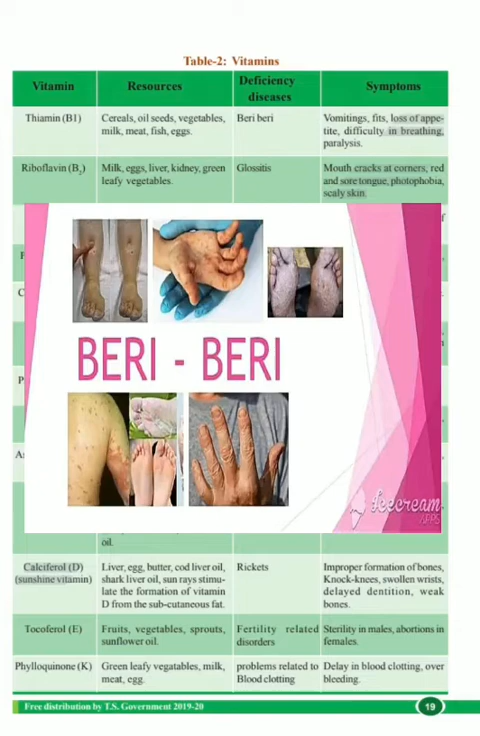 Table-2: Vitamins
Vitamin Resources Deficiency diseases Symptoms
Thiamin (B1) Cereals, oil seeds, vegetables, Beri beri Vomitings, fits, loss of appe-
milk, meat, fish, eggs. tite, difficulty in breathing,
paralysis.
Riboflavin (B2) Milk, eggs, liver, kidney, green Glossitis Mouth cracks at corners, red
leafy vegetables. and sore tongue, photophobia,
scaly skin.
BERI - BERI
Icecream
APPS
oil.
Calciferol (D) Liver, egg, butter, cod liver oil, Rickets Improper formation of bones,
(sunshine vitamin) shark liver oil, sun rays stimu- Knock-knees, swollen wrists,
late the formation of vitamin delayed dentition, weak
D from the sub-cutaneous fat. bones.
Tocoferol (E) Fruits, vegetables, sprouts, Fertility related Sterility in males, abortions in
sunflower oil. disorders females.
Phylloquinone (K) Green leafy vegatables, milk, problems related to Delay in blood clotting, over
meat, egg. Blood clotting bleeding.
Free distribution by T.S. Government 2019-20 19